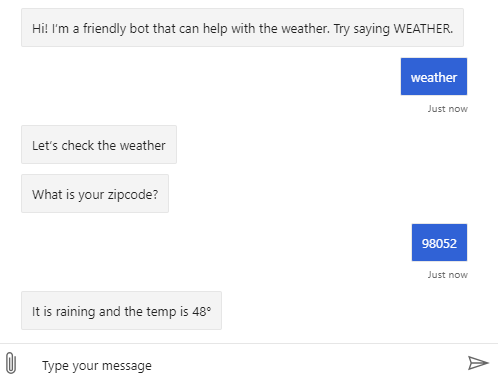 Hi! I'm a friendly bot that can help with the weather. Try saying WEATHER.
weather
Just now
Let's check the weather
What is your zipcode?
98052
Just now
It is raining and the temp is 48°
Type your message